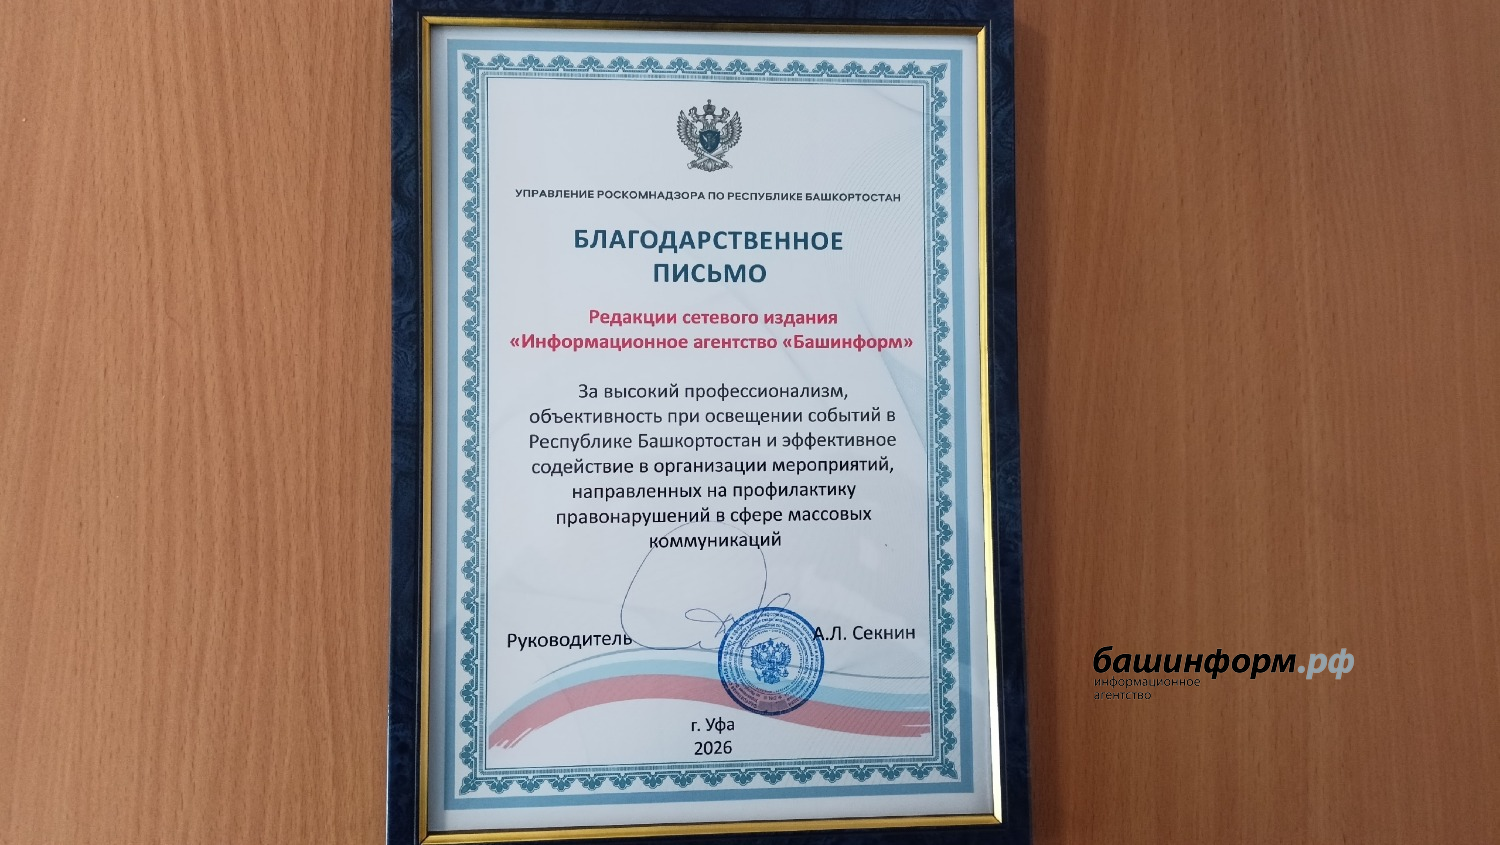 УПРАВЛЕНИЕ РОСКОМНАДЗОРА ПО РЕСПУБЛИКЕ БАШКОРТОСТАН
БЛАГОДАРСТВЕННОЕ
ПИСЬМО
Редакции сетевого издания
«Информационное агентство «Башинформ»
За высокий профессионализм,
объективность при освещении событий в
Республике Башкортостан и эффективное
содействие в организации мероприятий,
направленных на профилактику
правонарушений в сфере массовых
коммуникаций
Руководитель А.Л. Секнин
г. Уфа
2026
башинформ.рф
информационное
агентство